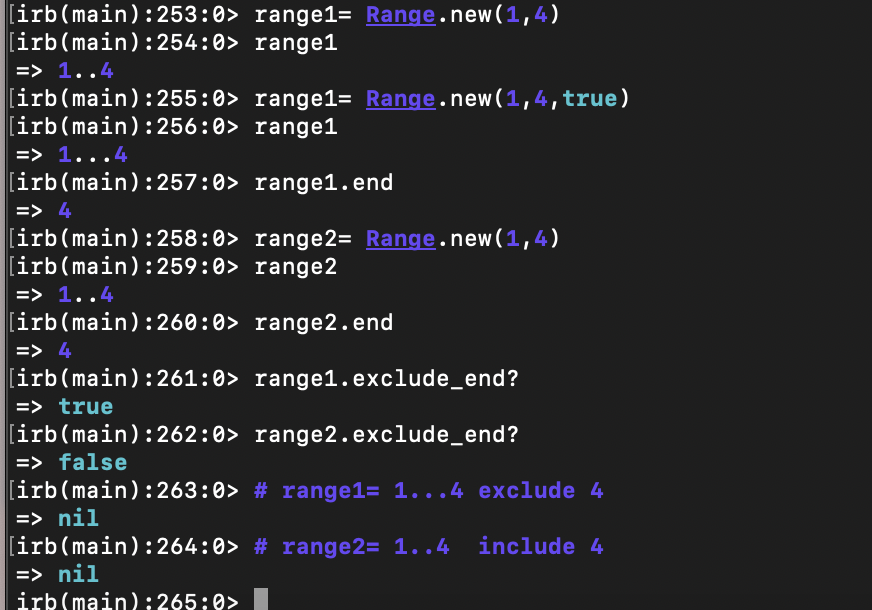 [irb(main):253:0> range1= Range.new(1,4)
[irb(main):254:0> range1
=> 1..4
[irb(main):255:0> range1= Range.new(1,4,true)
[irb(main):256:0> range1
=> 1...4
[irb(main):257:0> range1.end
=> 4
[irb(main):258:0> range2= Range.new(1,4)
[irb(main):259:0> range2
=> 1..4
[irb(main):260:0> range2.end
=> 4
[irb(main):261:0> range1.exclude_end?
=> true
[irb(main):262:0> range2.exclude_end?
=> false
[irb(main):263:0> # range1= 1...4 exclude 4
=> nil
[irb(main):264:0> # range2= 1..4  include 4
=> nil
irb(main):265:0>